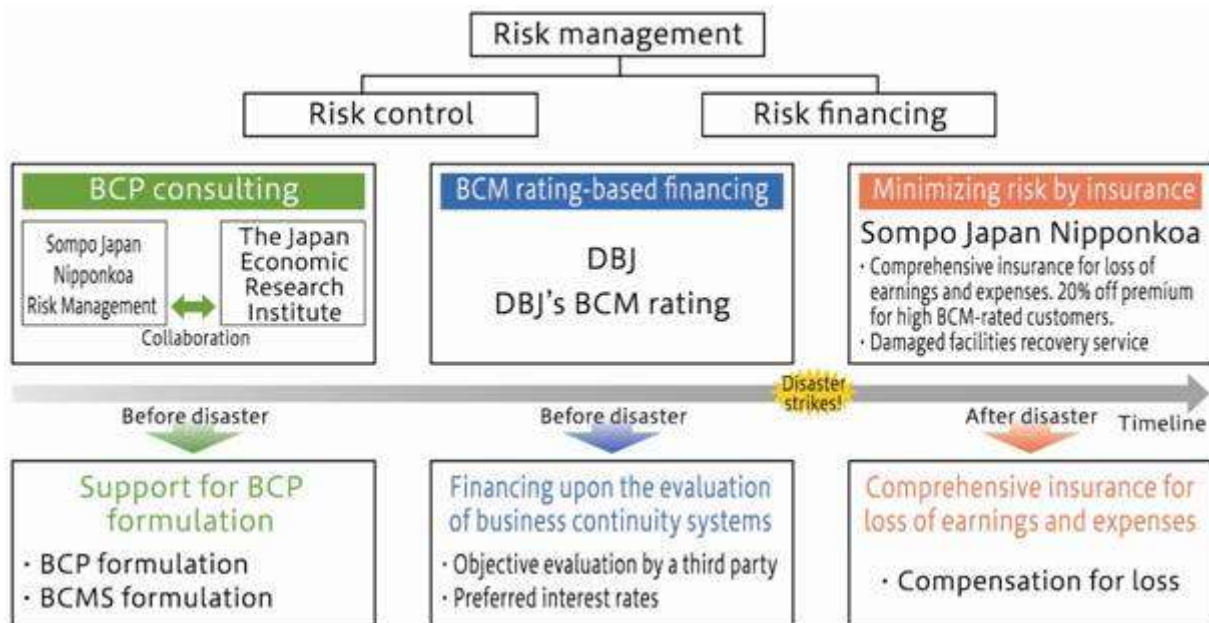 Risk management
Risk control
Risk financing
BCP consulting
Sompo Japan
Nipponkoa
Risk Management
The Japan
Economic
Research
Institute
Collaboration
BCM rating-based financing
DBJ
DBJ's BCM rating
Minimizing risk by insurance
Sompo Japan Nipponkoa
・Comprehensive insurance for loss of
earnings and expenses. 20% off premium
for high BCM-rated customers.
・Damaged facilities recovery service
Disaster
strikes!
Before disaster
Before disaster
After disaster
Timeline
Support for BCP
formulation
・BCP formulation
・BCMS formulation
Financing upon the evaluation
of business continuity systems
・Objective evaluation by a third party
・Preferred interest rates
Comprehensive insurance for
loss of earnings and expenses
・Compensation for loss